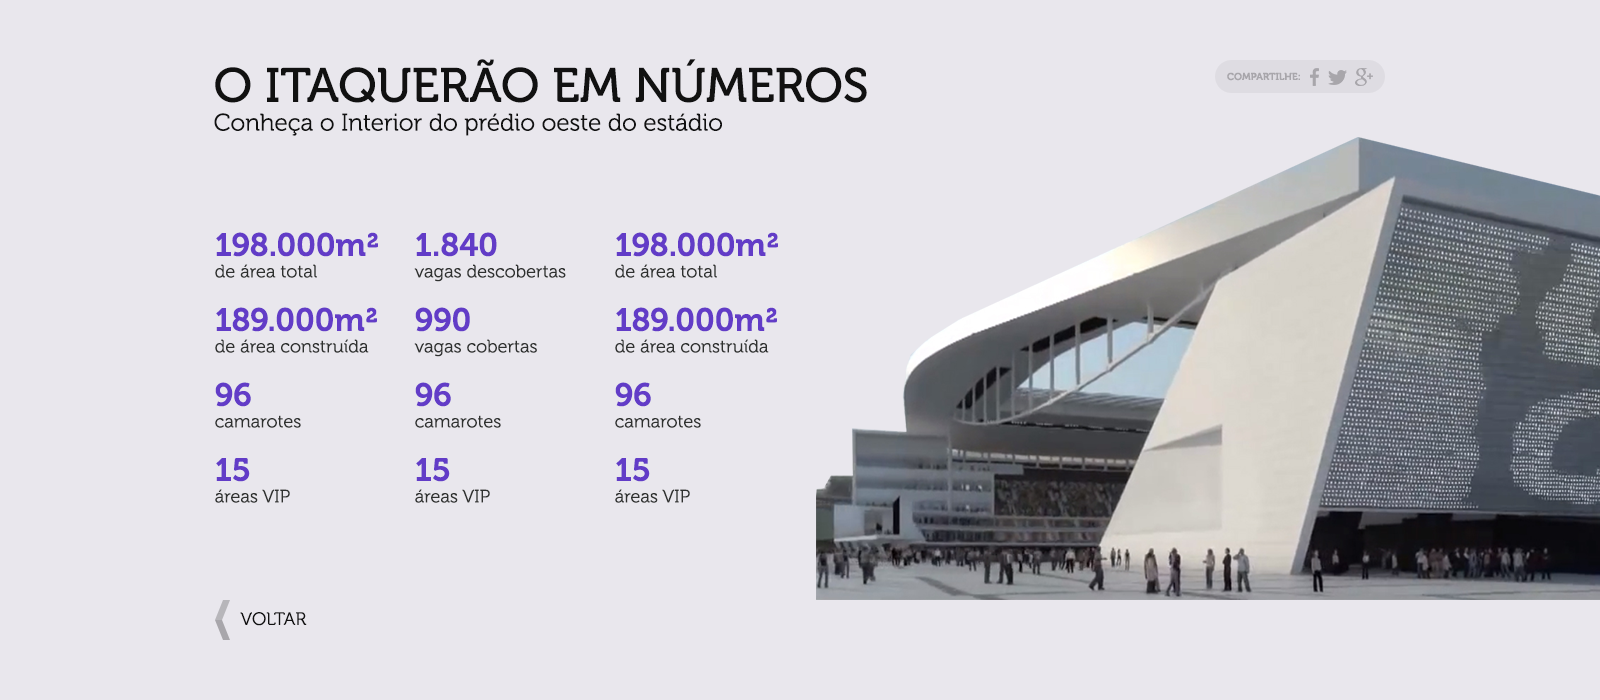 O ITAQUERÃO EM NÚMEROS
Conheça o Interior do prédio oeste do estádio
COMPARTILHE:
198.000m²
de área total
1.840
vagas descobertas
198.000m²
de área total
189.000m²
de área construída
990
vagas cobertas
189.000m²
de área construída
96
camarotes
96
camarotes
96
camarotes
15
áreas VIP
15
áreas VIP
15
áreas VIP
VOLTAR